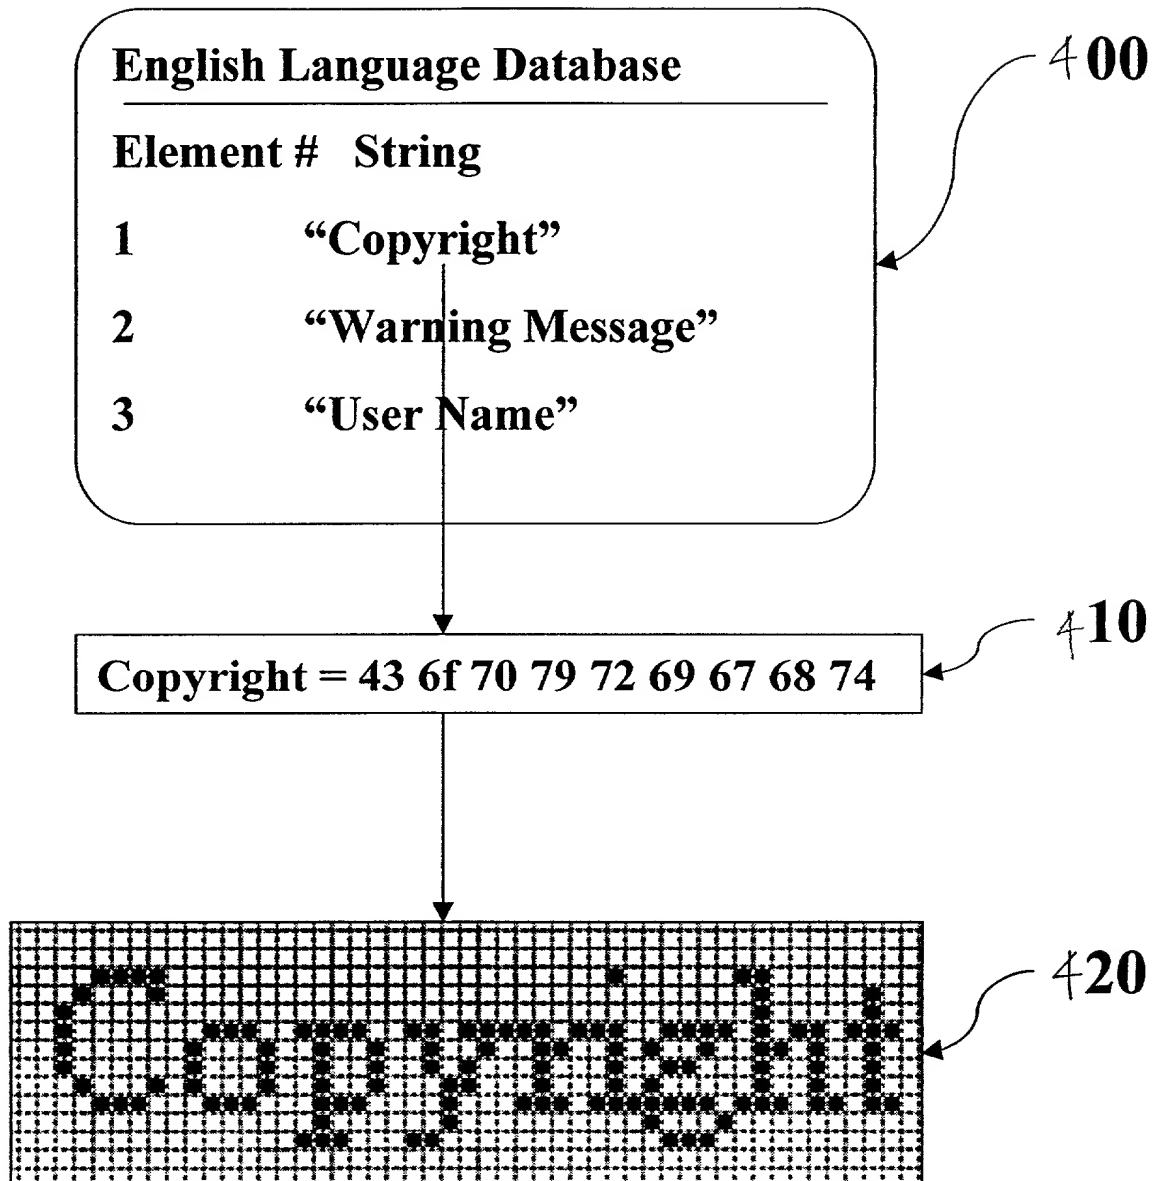 English Language Database
400
Element # String
1 “Copyright”
2 “Warning Message”
3 “User Name”
410
Copyright = 43 6f 70 79 72 69 67 68 74
420
Copyright